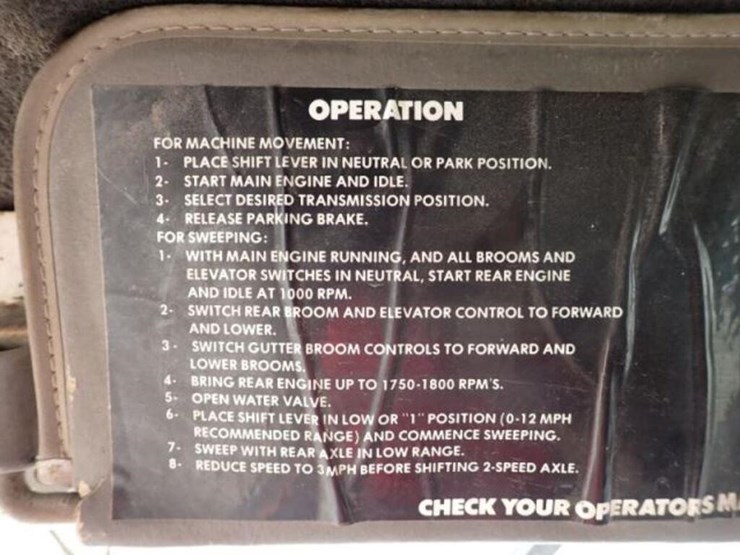 OPERATION
FOR MACHINE MOVEMENT:
1- PLACE SHIFT LEVER IN NEUTRAL OR PARK POSITION.
2- START MAIN ENGINE AND IDLE.
3- SELECT DESIRED TRANSMISSION POSITION.
4- RELEASE PARKING BRAKE.
FOR SWEEPING:
1- WITH MAIN ENGINE RUNNING, AND ALL BROOMS AND
ELEVATOR SWITCHES IN NEUTRAL, START REAR ENGINE
AND IDLE AT 1000 RPM.
2- SWITCH REAR BROOM AND ELEVATOR CONTROL TO FORWARD
AND LOWER.
3- SWITCH GUTTER BROOM CONTROLS TO FORWARD AND
LOWER BROOMS.
4- BRING REAR ENGINE UP TO 1750-1800 RPM'S.
5- OPEN WATER VALVE.
6- PLACE SHIFT LEVER IN LOW OR "1" POSITION (0-12 MPH
RECOMMENDED RANGE) AND COMMENCE SWEEPING.
7- SWEEP WITH REAR AXLE IN LOW RANGE.
8- REDUCE SPEED TO 3MPH BEFORE SHIFTING 2-SPEED AXLE.
CHECK YOUR OPERATORS